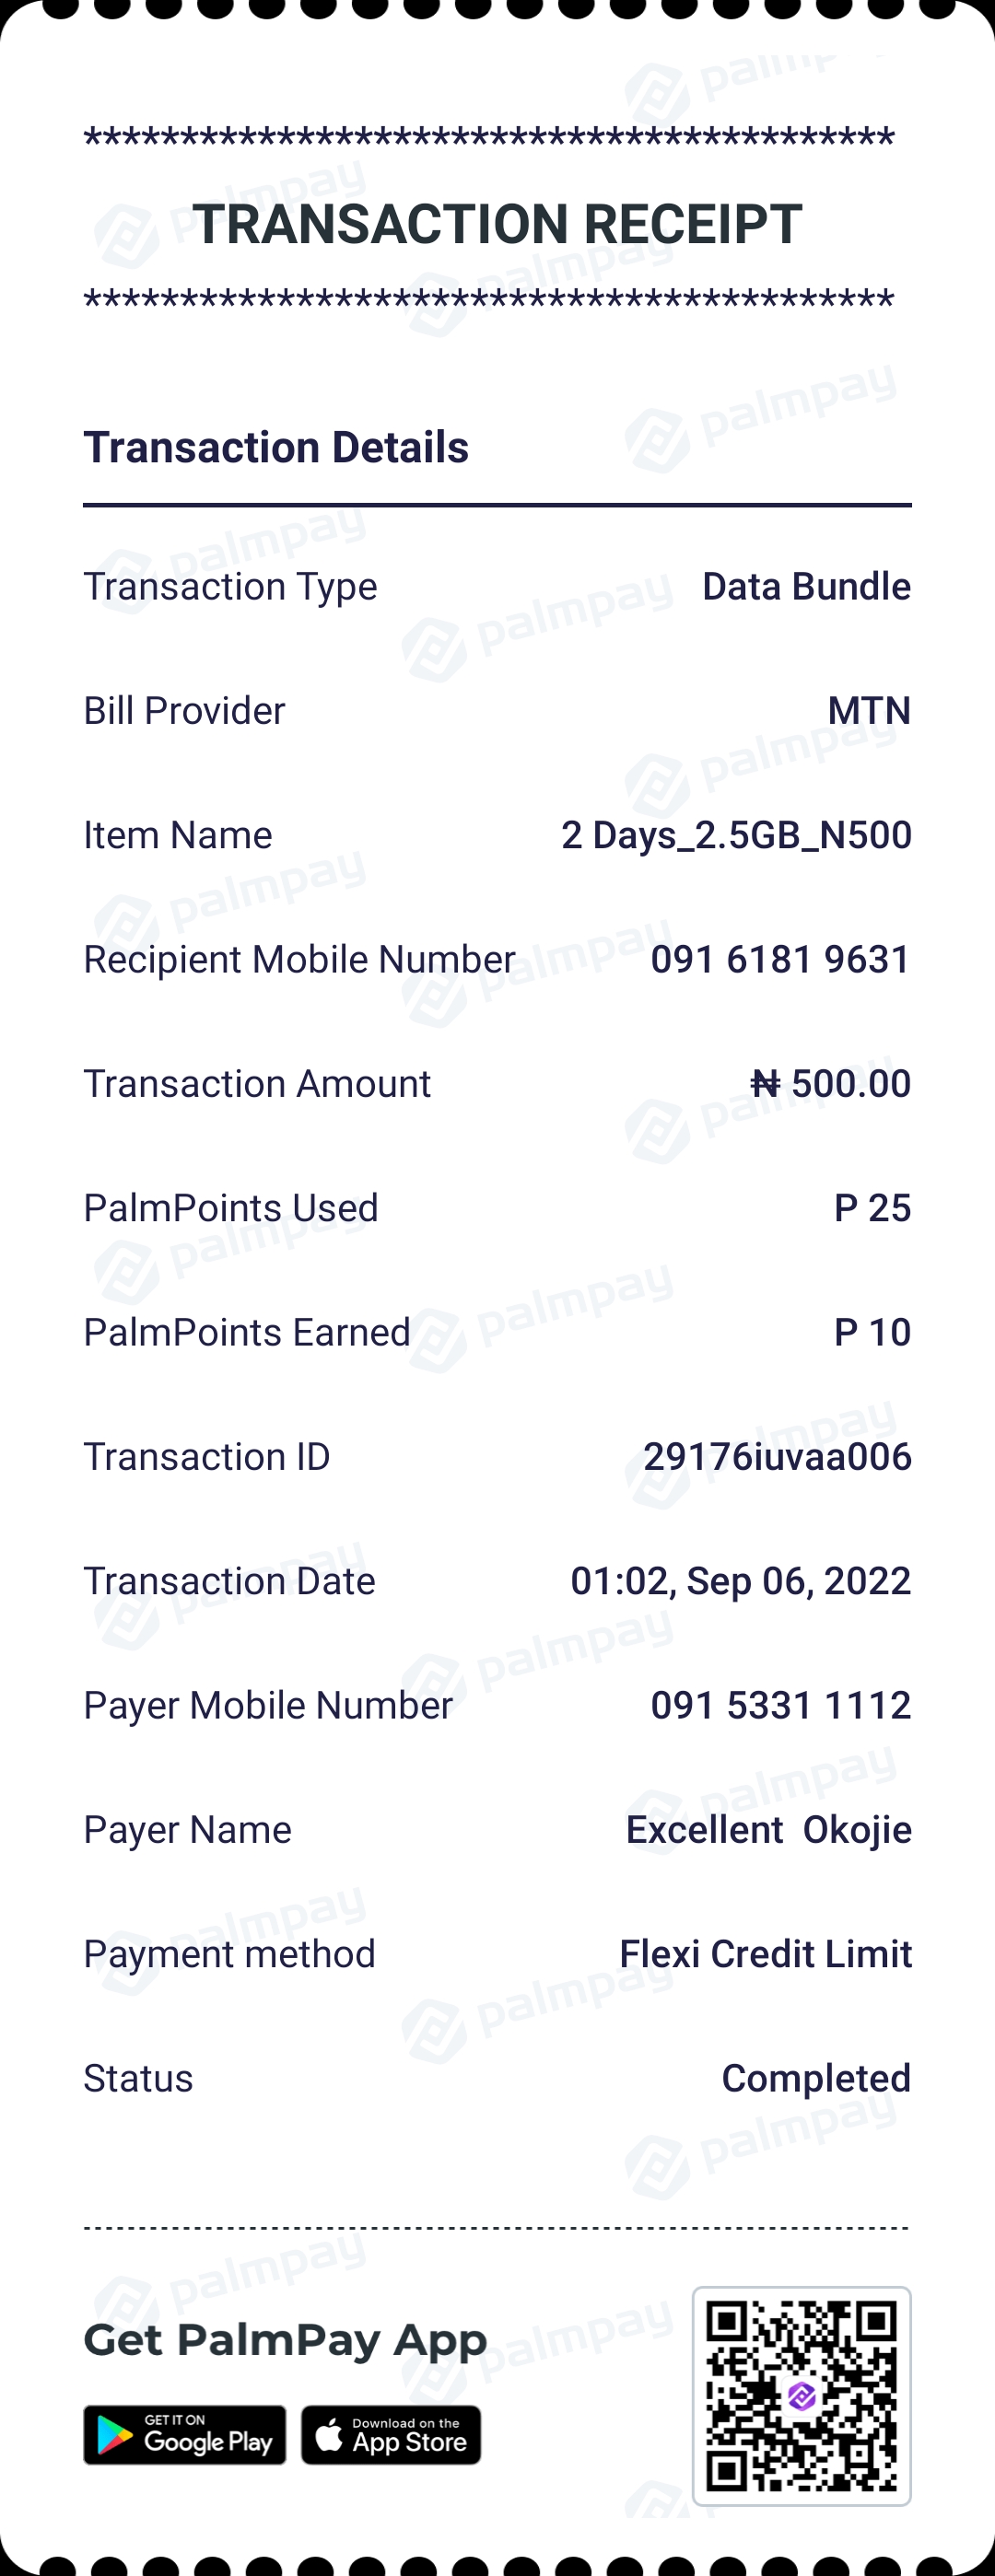 ******************************************
TRANSACTION RECEIPT
******************************************
Transaction Details
Transaction Type Data Bundle
Bill Provider MTN
Item Name 2 Days_2.5GB_N500
Recipient Mobile Number 091 6181 9631
Transaction Amount ₦ 500.00
PalmPoints Used P 25
PalmPoints Earned P 10
Transaction ID 29176iuvaa006
Transaction Date 01:02, Sep 06, 2022
Payer Mobile Number 091 5331 1112
Payer Name Excellent  Okojie
Payment method Flexi Credit Limit
Status Completed
Get PalmPay App
GET IT ON
Google Play
Download on the
App Store
palmpay